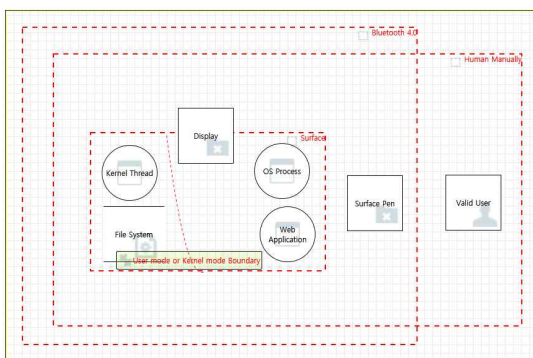 Bluetooth 4.0
Human Manually
Display
Surface
Kernel Thread
OS Process
Surface Pen
Valid User
File System
Web
Application
User mode or Kernel mode Boundary